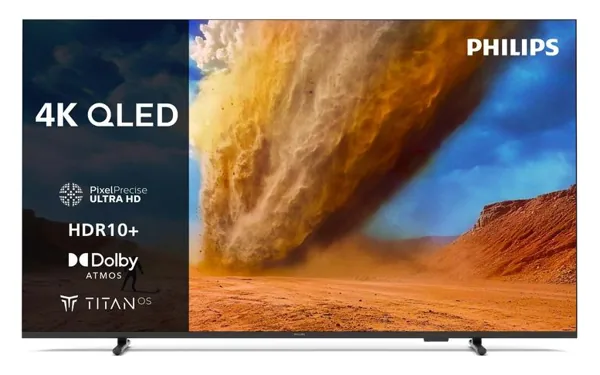 PHILIPS
4K QLED
PixelPrecise
ULTRA HD
HDR10+
Dolby
ATMOS
TITAN OS